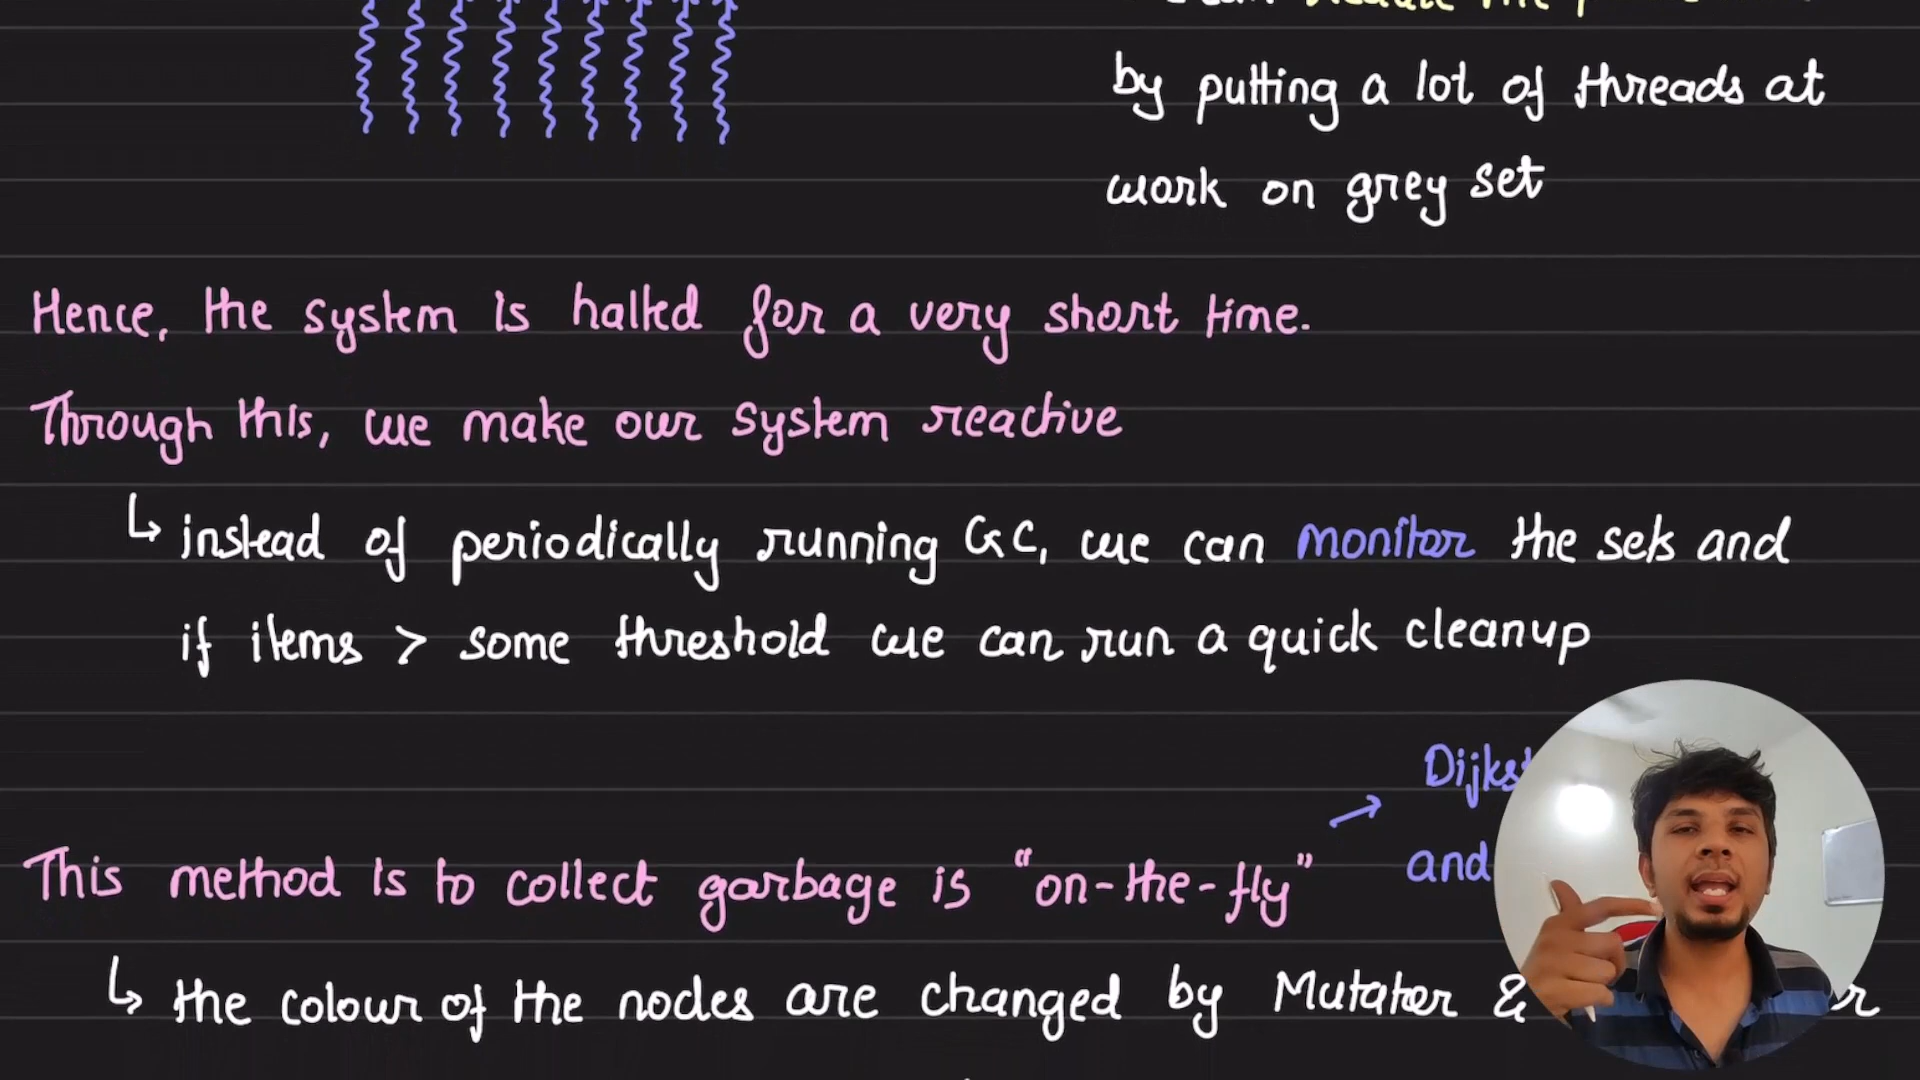 by putting a lot of threads at
work on grey set
Hence, the system is halted for a very short time.
Through this, we make our system reactive
↳ instead of periodically running GC, we can monitor the sets and
if items > some threshold we can run a quick cleanup
This method is to collect garbage is "on-the-fly" →
and
↳ the colour of the nodes are changed by Mutator &